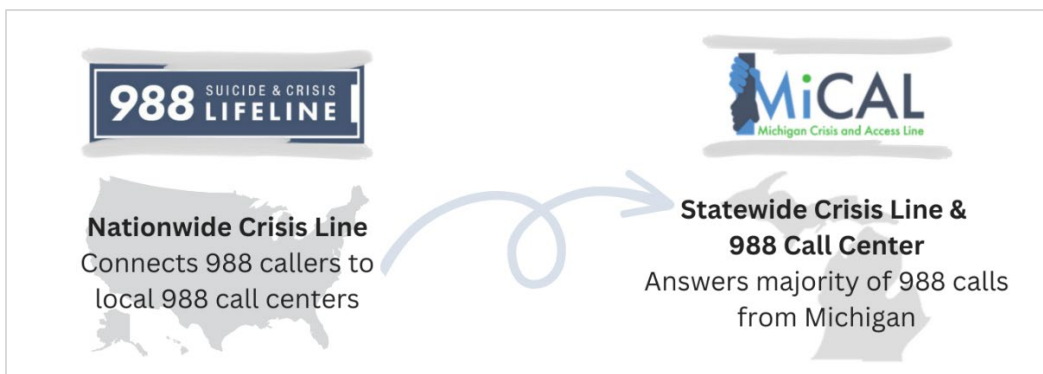 988 SUICIDE & CRISIS
LIFELINE
Nationwide Crisis Line
Connects 988 callers to
local 988 call centers
MiCAL
Michigan Crisis and Access Line
Statewide Crisis Line &
988 Call Center
Answers majority of 988 calls
from Michigan